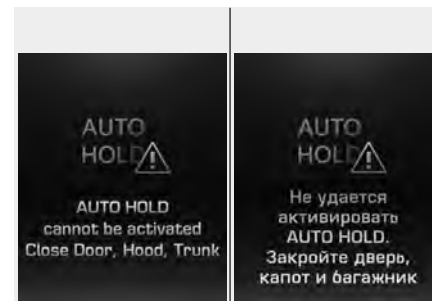 AUTO
HOLD
AUTO HOLD
cannot be activated
Close Door, Hood, Trunk
AUTO
HOLD
Не удается
активировать
AUTO HOLD.
Закройте дверь,
капот и багажник